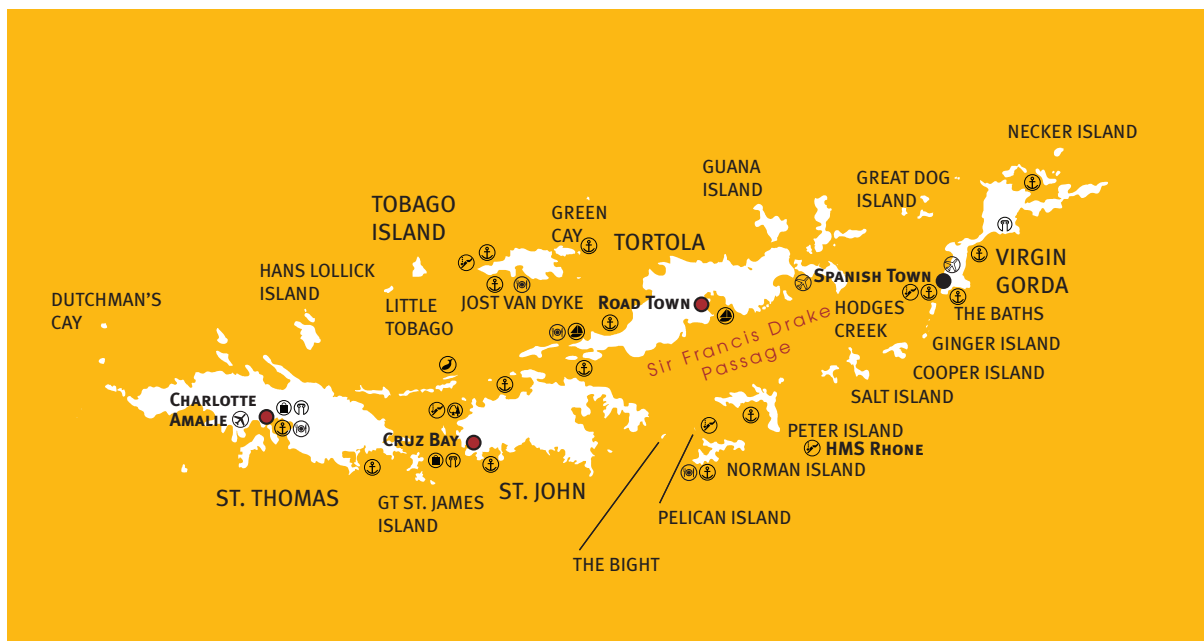 NECKER ISLAND
GUANA
ISLAND
GREAT DOG
ISLAND
TOBAGO
ISLAND
GREEN
CAY
TORTOLA
HANS LOLLICK
ISLAND
SPANISH TOWN
VIRGIN
GORDA
DUTCHMAN'S
CAY
LITTLE
TOBAGO
JOST VAN DYKE
ROAD TOWN
HODGES
CREEK
THE BATHS
Sir Francis Drake
Passage
GINGER ISLAND
COOPER ISLAND
SALT ISLAND
CHARLOTTE
AMALIE
CRUZ BAY
PETER ISLAND
HMS RHONE
NORMAN ISLAND
ST. THOMAS
GT ST. JAMES
ISLAND
ST. JOHN
PELICAN ISLAND
THE BIGHT